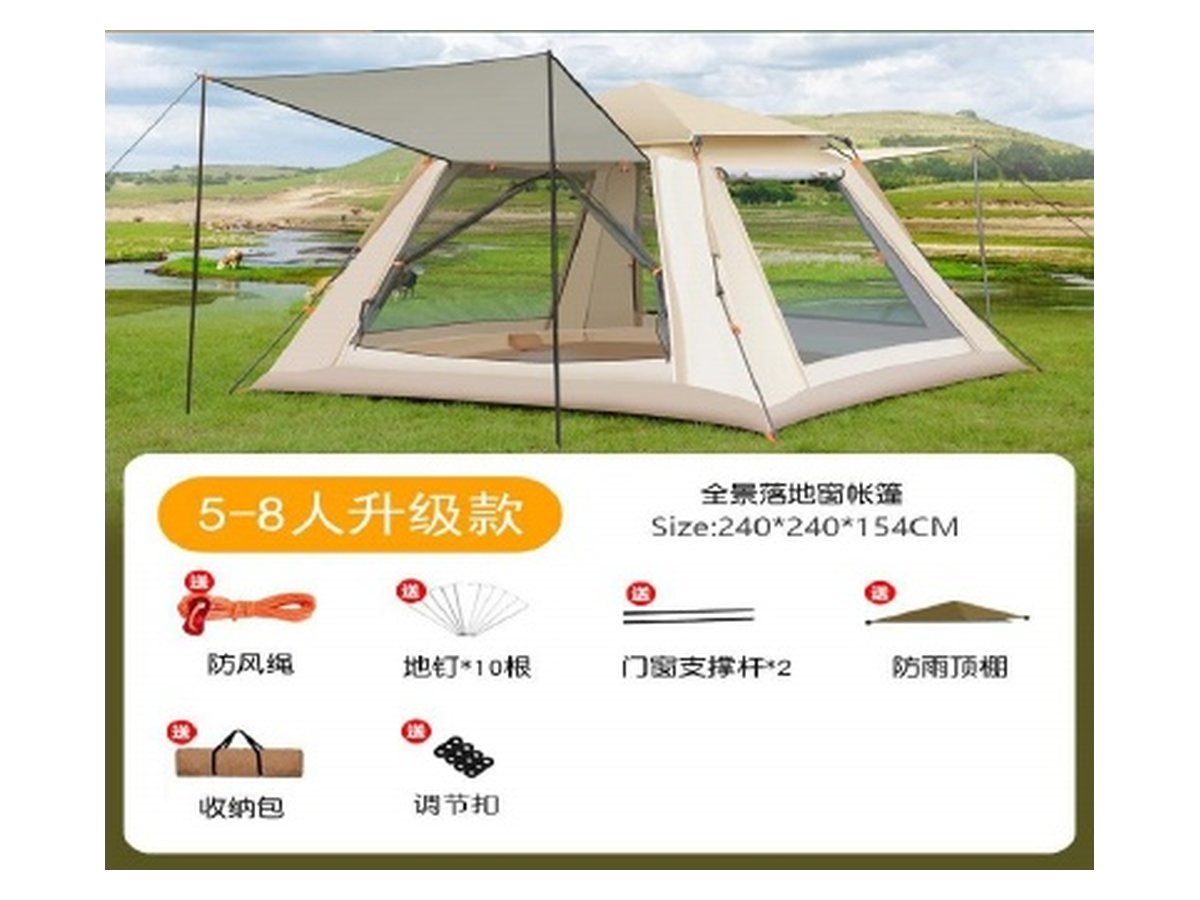 5-8人升级款
全景落地窗帐篷
Size:240*240*154CM
送
送
送
送
防风绳
地钉*10根
门窗支撑杆*2
防雨顶棚
送
送
收纳包
调节扣